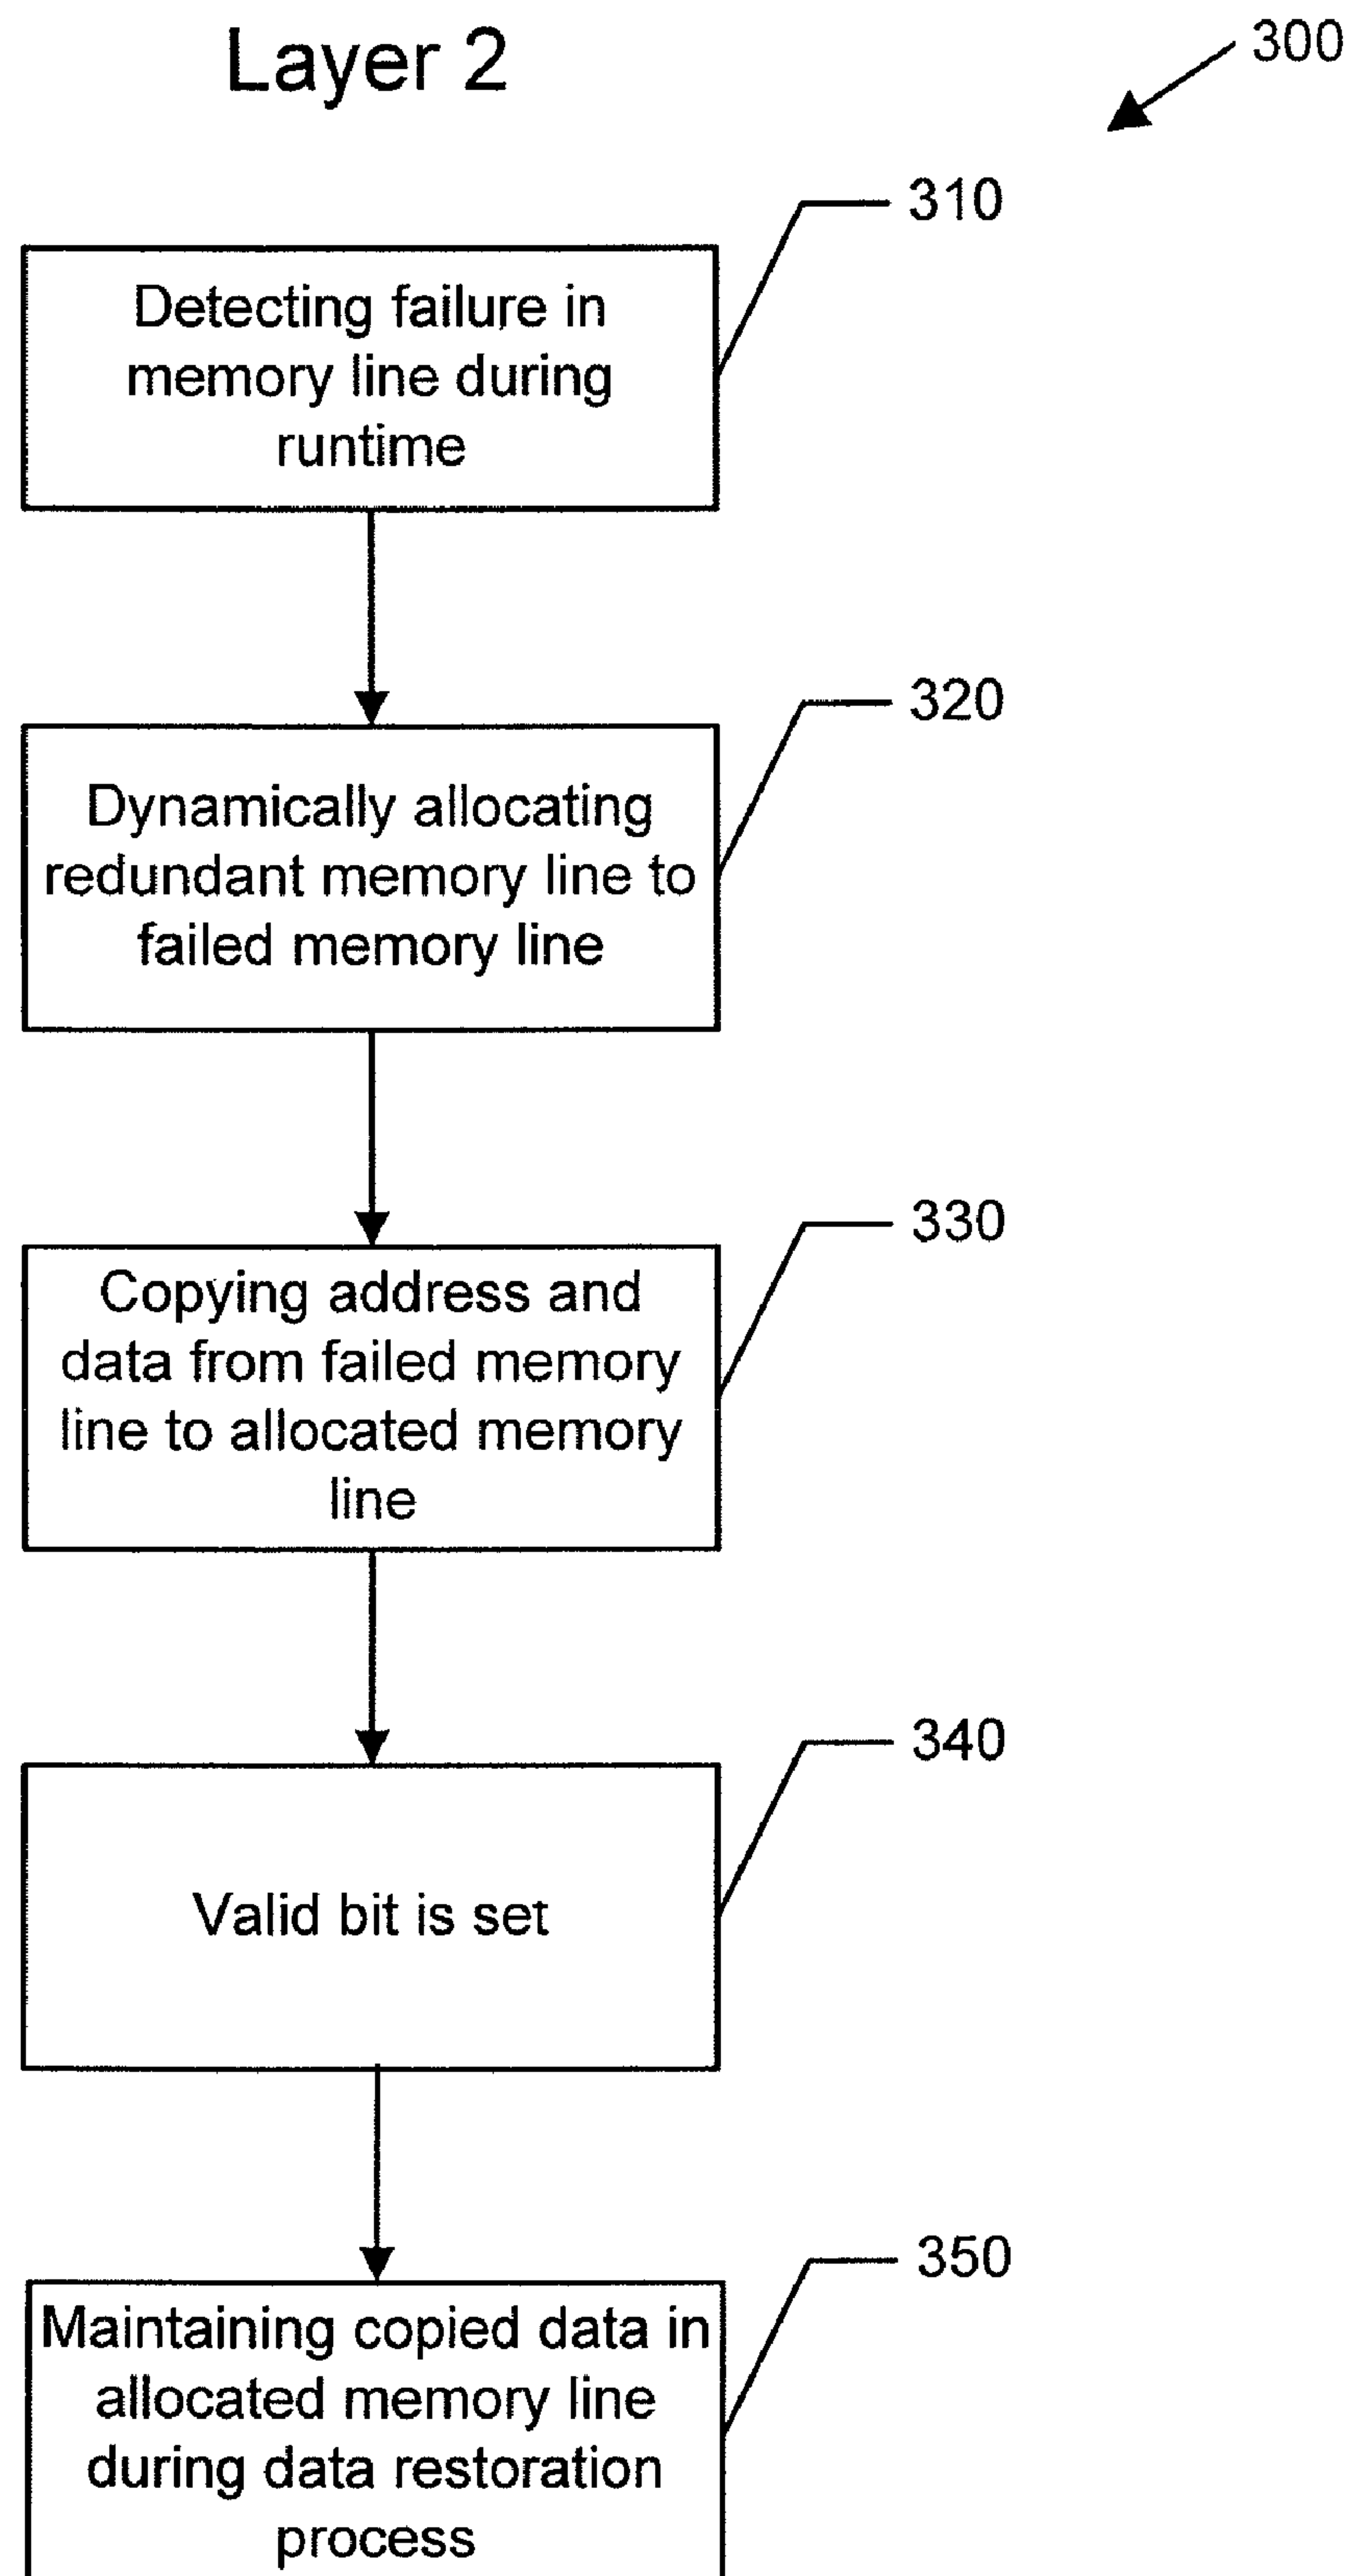 Layer 2
300
310
Detecting failure in
memory line during
runtime
320
Dynamically allocating
redundant memory line to
failed memory line
330
Copying address and
data from failed memory
line to allocated memory
line
340
Valid bit is set
350
Maintaining copied data in
allocated memory line
during data restoration
process